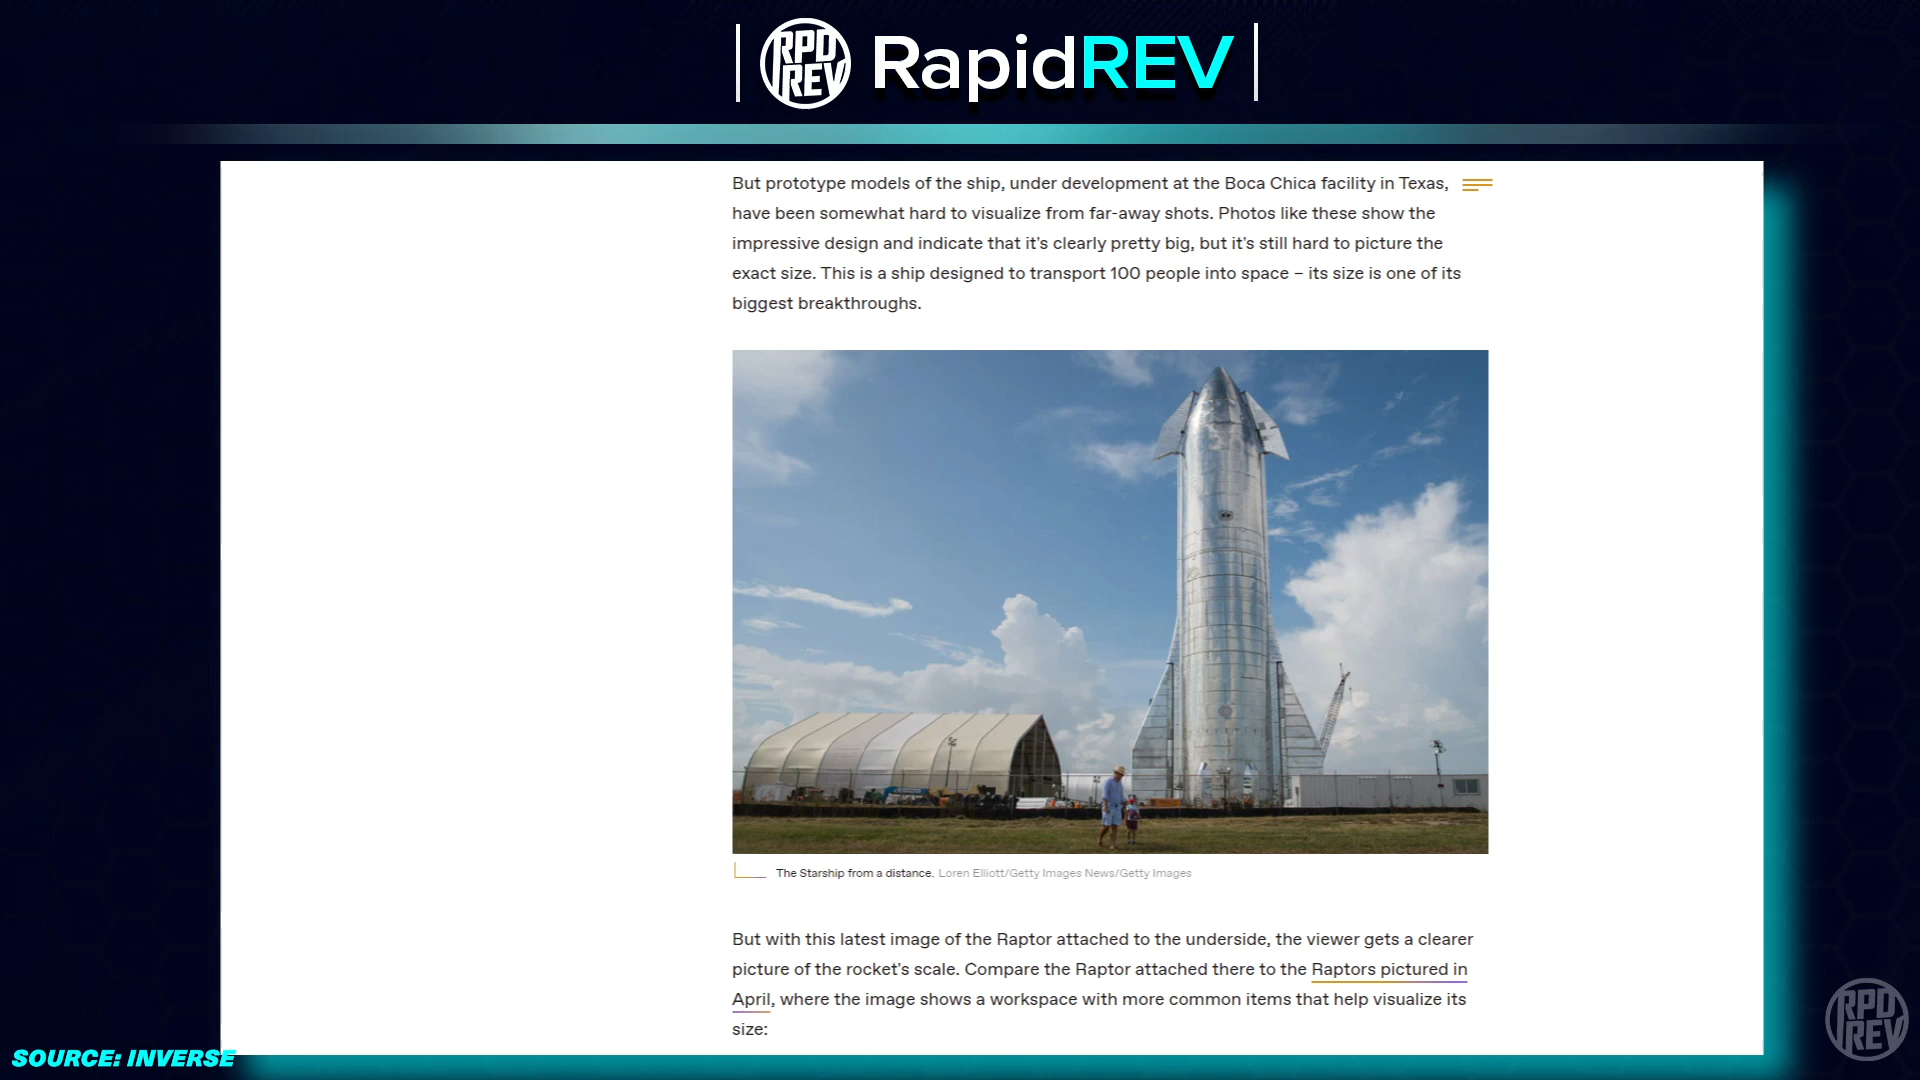 RPD
REV
RapidREV
But prototype models of the ship, under development at the Boca Chica facility in Texas,
have been somewhat hard to visualize from far-away shots. Photos like these show the
impressive design and indicate that it's clearly pretty big, but it's still hard to picture the
exact size. This is a ship designed to transport 100 people into space – its size is one of its
biggest breakthroughs.
The Starship from a distance. Loren Elliott/Getty Images News/Getty Images
But with this latest image of the Raptor attached to the underside, the viewer gets a clearer
picture of the rocket's scale. Compare the Raptor attached there to the Raptors pictured in
April, where the image shows a workspace with more common items that help visualize its
size:
SOURCE: INVERSE
RPD
REV